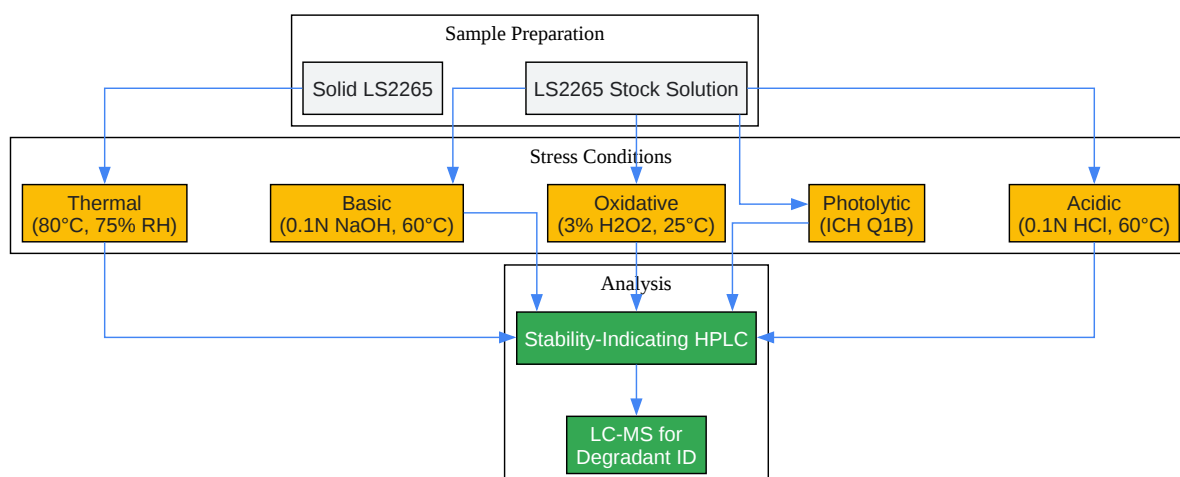 Sample Preparation
Solid LS2265
LS2265 Stock Solution
Stress Conditions
Thermal
(80°C, 75% RH)
Basic
(0.1N NaOH, 60°C)
Oxidative
(3% H2O2, 25°C)
Photolytic
(ICH Q1B)
Acidic
(0.1N HCl, 60°C)
Analysis
Stability-Indicating HPLC
LC-MS for
Degradant ID